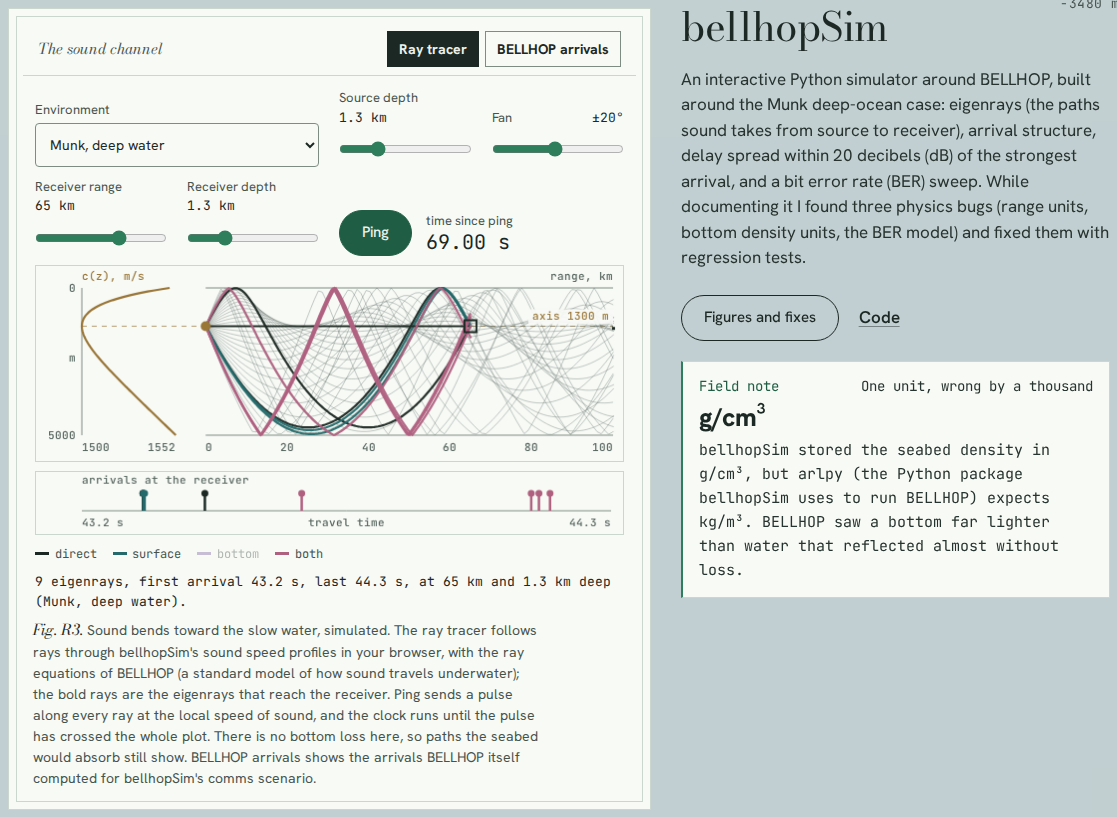 The sound channel
Ray tracer
BELLHOP arrivals
Environment
Munk, deep water
Source depth
1.3 km
Fan
±20°
Receiver range
65 km
Receiver depth
1.3 km
Ping
time since ping
69.00 s
c(z), m/s
range, km
0
axis 1300 m
m
5000
1500
1552
0
20
40
60
80
100
arrivals at the receiver
43.2 s
travel time
44.3 s
direct
surface
bottom
both
9 eigenrays, first arrival 43.2 s, last 44.3 s, at 65 km and 1.3 km deep
(Munk, deep water).
Fig. R3. Sound bends toward the slow water, simulated. The ray tracer follows
rays through bellhopSim's sound speed profiles in your browser, with the ray
equations of BELLHOP (a standard model of how sound travels underwater);
the bold rays are the eigenrays that reach the receiver. Ping sends a pulse
along every ray at the local speed of sound, and the clock runs until the pulse
has crossed the whole plot. There is no bottom loss here, so paths the seabed
would absorb still show. BELLHOP arrivals shows the arrivals BELLHOP itself
computed for bellhopSim's comms scenario.
-3480 m
bellhopSim
An interactive Python simulator around BELLHOP, built
around the Munk deep-ocean case: eigenrays (the paths
sound takes from source to receiver), arrival structure,
delay spread within 20 decibels (dB) of the strongest
arrival, and a bit error rate (BER) sweep. While
documenting it I found three physics bugs (range units,
bottom density units, the BER model) and fixed them with
regression tests.
Figures and fixes
Code
Field note
One unit, wrong by a thousand
g/cm³
bellhopSim stored the seabed density in
g/cm³, but arlpy (the Python package
bellhopSim uses to run BELLHOP) expects
kg/m³. BELLHOP saw a bottom far lighter
than water that reflected almost without
loss.